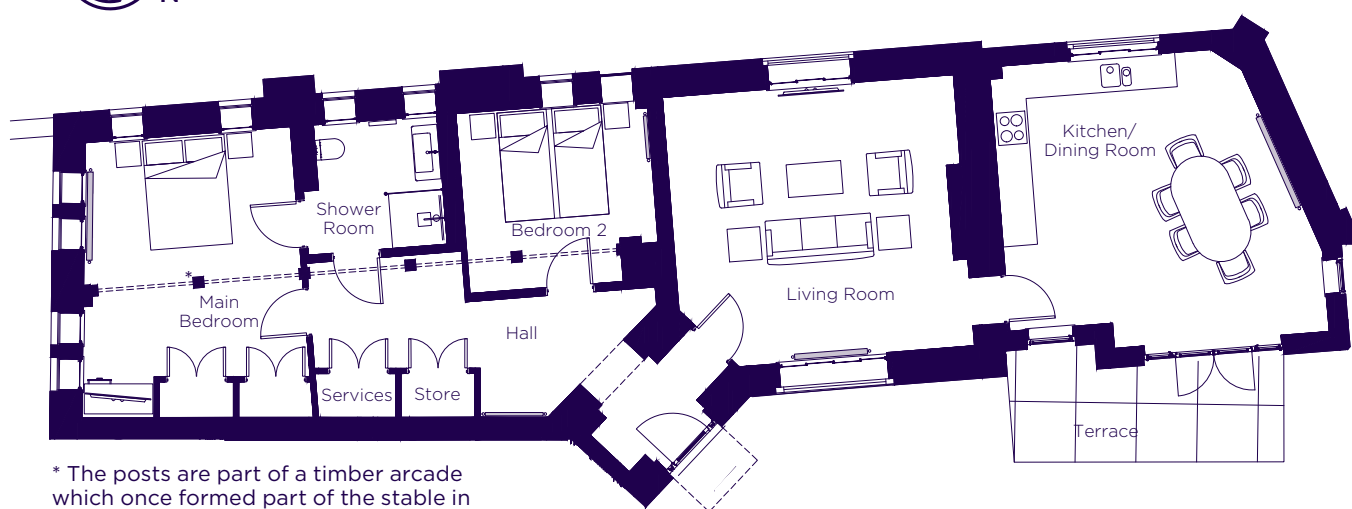 N
Kitchen/
Dining Room
Shower
Room
Bedroom 2
*
Main
Bedroom
Living Room
Hall
Services
Store
Terrace
* The posts are part of a timber arcade
which once formed part of the stable in